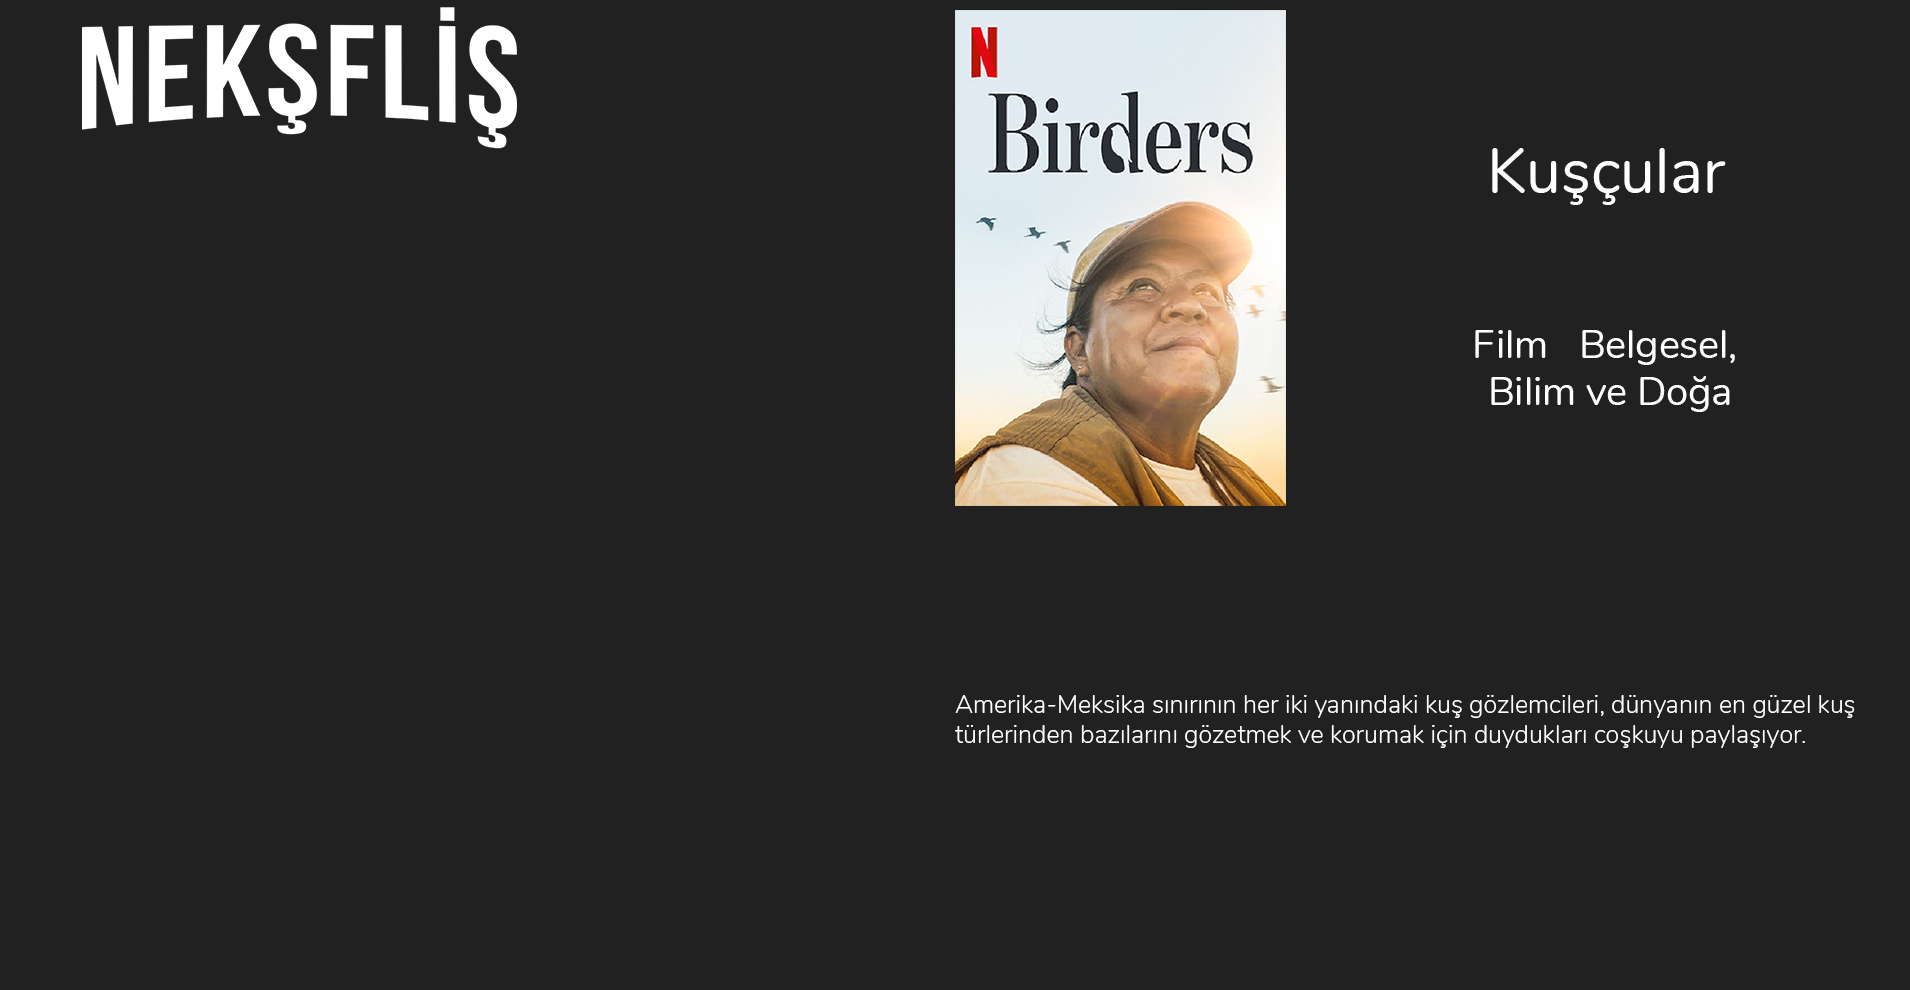 NEKŞFLİŞ
N
Birders
Kuşçular
Film Belgesel,
Bilim ve Doğa
Amerika-Meksika sınırının her iki yanındaki kuş gözlemcileri, dünyanın en güzel kuş
türlerinden bazılarını gözetmek ve korumak için duydukları coşkuyu paylaşıyor.